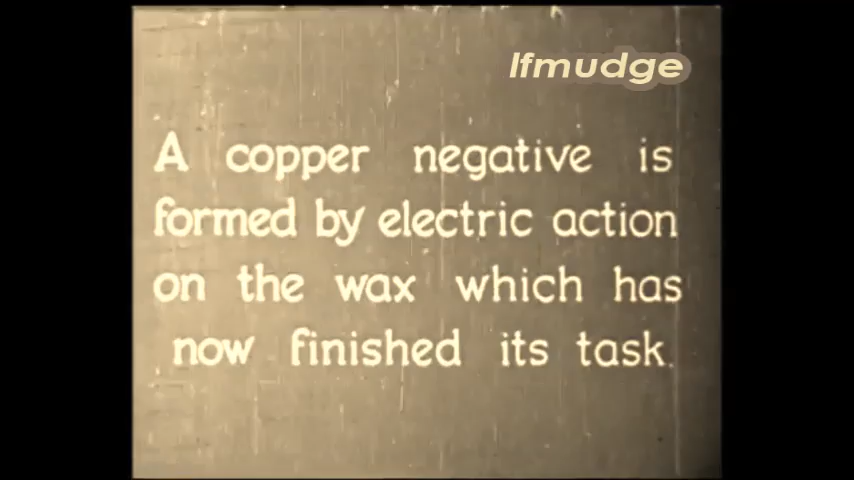 lfmudge
A copper negative is
formed by electric action
on the wax which has
now finished its task.